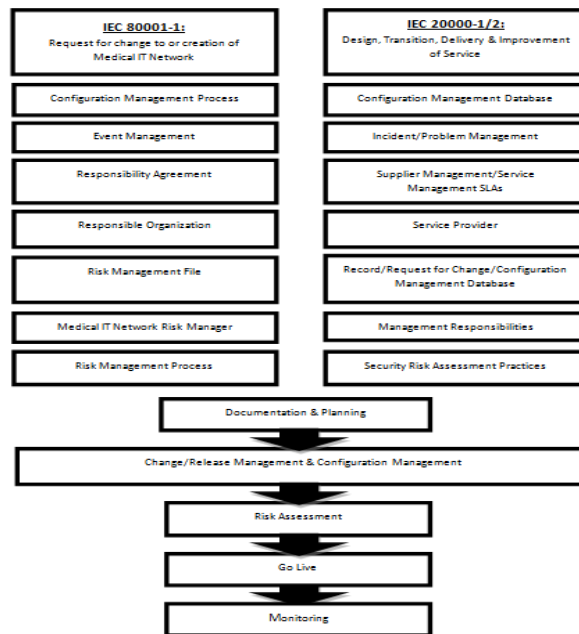 IEC 80001-1:
Request for change to or creation of
Medical IT Network
IEC 20000-1/2:
Design, Transition, Delivery & Improvement
of Service
Configuration Management Process
Configuration Management Database
Event Management
Incident/Problem Management
Responsibility Agreement
Supplier Management/Service
Management SLAs
Responsible Organization
Service Provider
Risk Management File
Record/Request for Change/Configuration
Management Database
Medical IT Network Risk Manager
Management Responsibilities
Risk Management Process
Security Risk Assessment Practices
Documentation & Planning
Change/Release Management & Configuration Management
Risk Assessment
Go Live
Monitoring